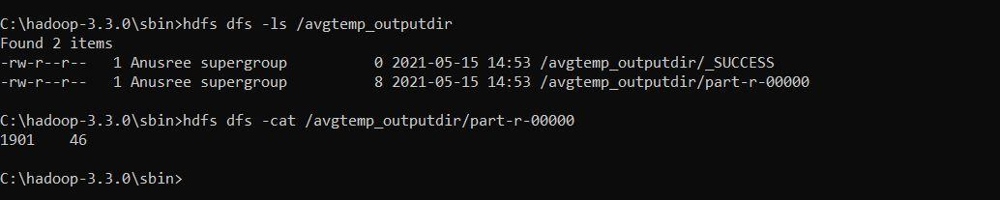 C:\hadoop-3.3.0\sbin>hdfs dfs -ls /avgtemp_outputdir
Found 2 items
-rw-r--r--   1 Anusree supergroup          0 2021-05-15 14:53 /avgtemp_outputdir/_SUCCESS
-rw-r--r--   1 Anusree supergroup          8 2021-05-15 14:53 /avgtemp_outputdir/part-r-00000
C:\hadoop-3.3.0\sbin>hdfs dfs -cat /avgtemp_outputdir/part-r-00000
1901    46
C:\hadoop-3.3.0\sbin>